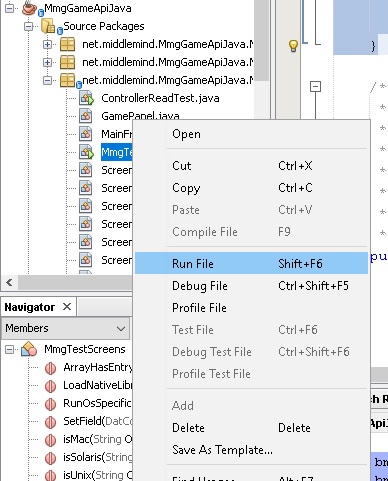 MmgGameApiJava
Source Packages
net.middlemind.MmgGameApiJava.M
net.middlemind.MmgGameApiJava.M
net.middlemind.MmgGameApiJava.M
ControllerReadTest.java
GamePanel.java
MainFr
MmgTe
Screen
Screen
Screen
Screen
Screen
Screen
Open
Cut Ctrl+X
Copy Ctrl+C
Paste Ctrl+V
Compile File F9
Run File Shift+F6
Debug File Ctrl+Shift+F5
Profile File
Test File Ctrl+F6
Debug Test File Ctrl+Shift+F6
Profile Test File
Add
Delete Delete
Save As Template...
Find Usages Alt+F7
/*
*
*
*
*
*
*
*
pu
Navigator
Members
MmgTestScreens
ArrayHasEntry
LoadNativeLibr
RunOsSpecific
SetField(DatC
isMac(String O
isSolaris(String
isUnix(String O
ch R
ApiJ
bm
bm